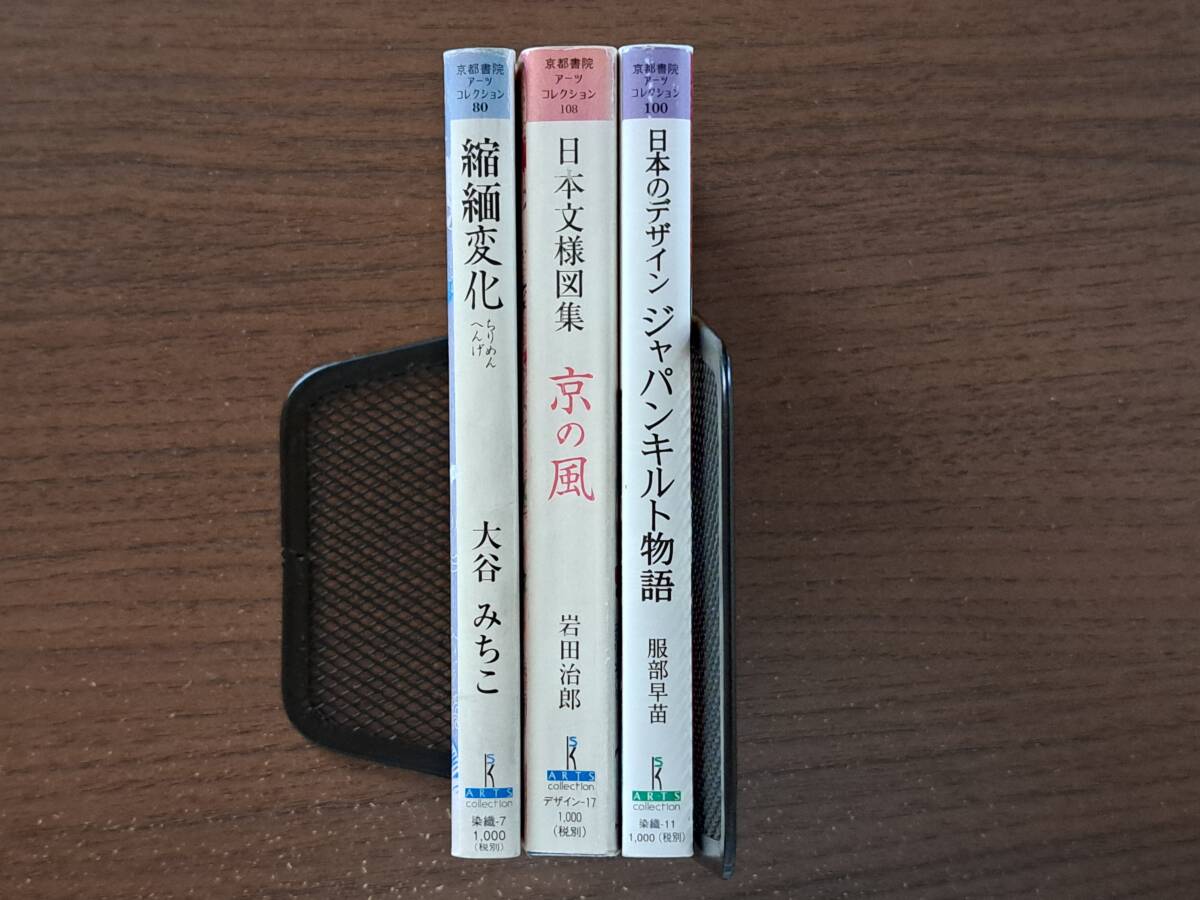 京都書院
アーツ
コレクション
80
縮緬変化
ちりめん
へんげ
大谷 みちこ
SK
ARTS
collection
染織-7
1,000
(税別)
京都書院
アーツ
コレクション
108
日本文様図集
京の風
岩田治郎
SK
ARTS
collection
デザイン-17
1,000
(税別)
京都書院
アーツ
コレクション
100
日本のデザイン ジャパンキルト物語
服部早苗
SK
ARTS
collection
染織-11
1,000 (税別)